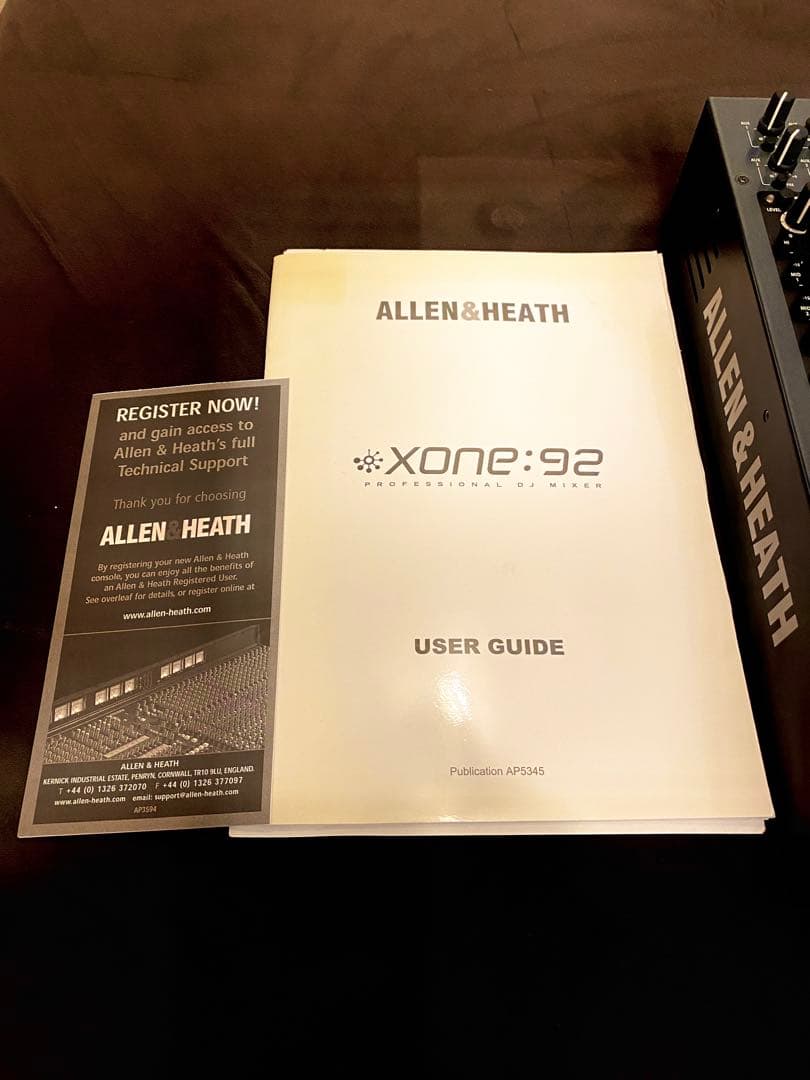 REGISTER NOW!
and gain access to
Allen & Heath's full
Technical Support
Thank you for choosing
ALLEN&HEATH
By registering your new Allen & Heath
console, you can enjoy all the benefits of
an Allen & Heath Registered User.
See overleaf for details, or register online at
www.allen-heath.com
ALLEN & HEATH
KERNICK INDUSTRIAL ESTATE, PENRYN, CORNWALL, TR10 9LU, ENGLAND.
T +44 (0) 1326 372070 F +44 (0) 1326 377097
www.allen-heath.com email: support@allen-heath.com
AP3594
ALLEN&HEATH
XONE:92
PROFESSIONAL DJ MIXER
USER GUIDE
Publication AP5345
ALLEN&HEATH
LEVEL
HI
MID